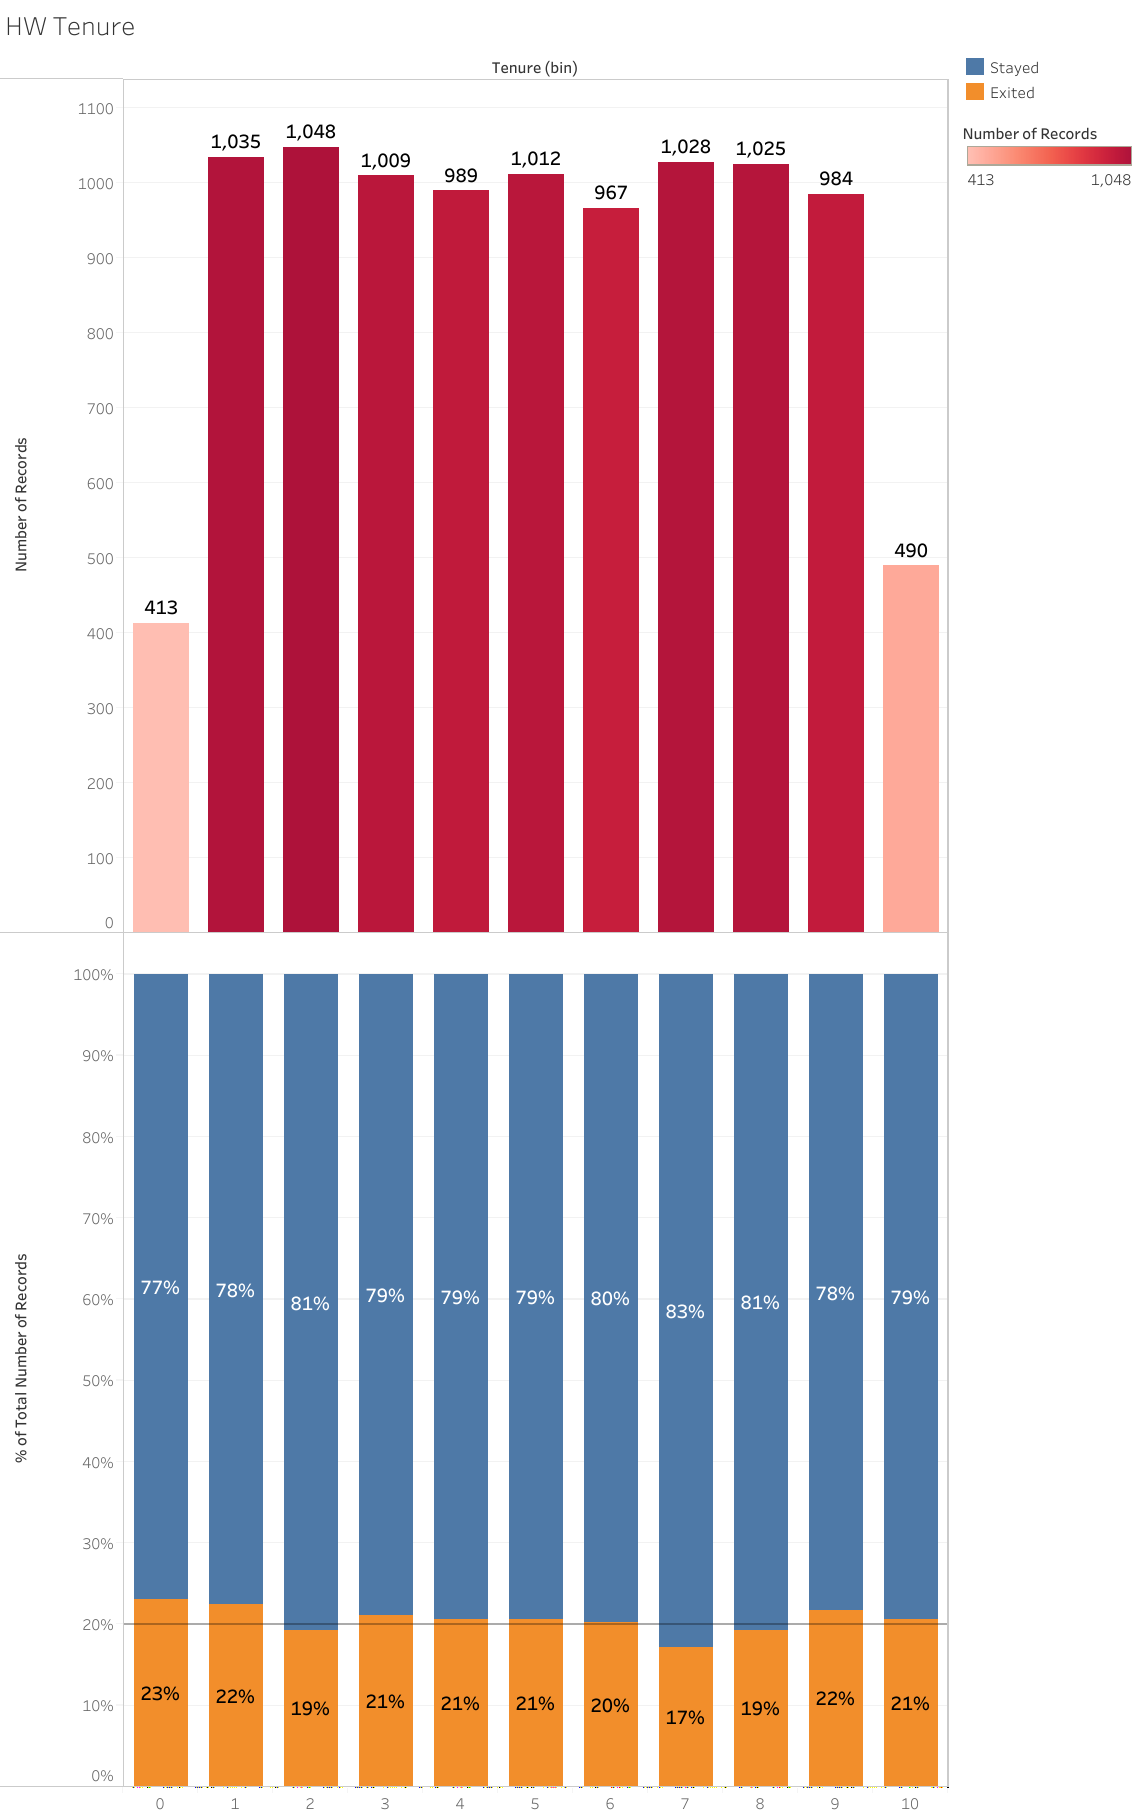 HW Tenure
Tenure (bin)
Stayed
Exited
Number of Records
413 1,048
Number of Records
1100
1000
900
800
700
600
500
400
300
200
100
0
413 1,035 1,048 1,009 989 1,012 967 1,028 1,025 984 490
% of Total Number of Records
100%
90%
80%
70%
60%
50%
40%
30%
20%
10%
0%
77% 78% 81% 79% 79% 79% 80% 83% 81% 78% 79%
23% 22% 19% 21% 21% 21% 20% 17% 19% 22% 21%
0 1 2 3 4 5 6 7 8 9 10